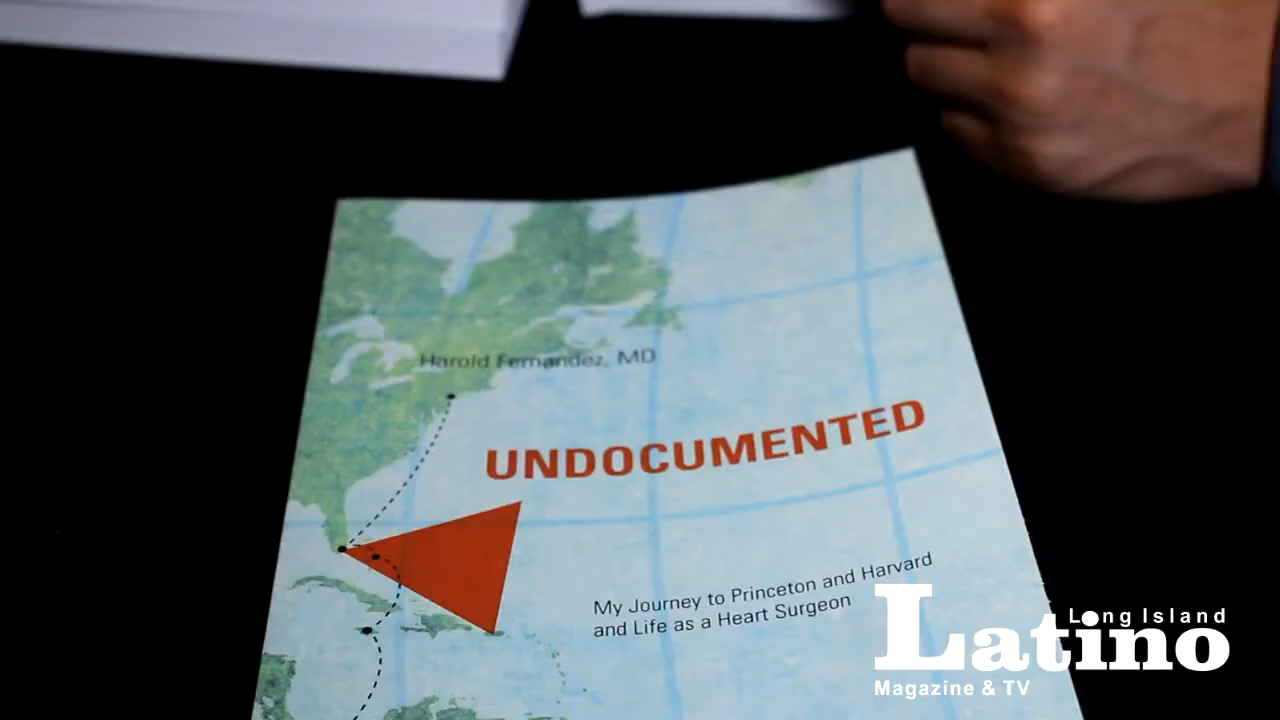 Harold Fernandez, MD
UNDOCUMENTED
My Journey to Princeton and Harvard
and Life as a Heart Surgeon
Long Island
Latino
Magazine & TV